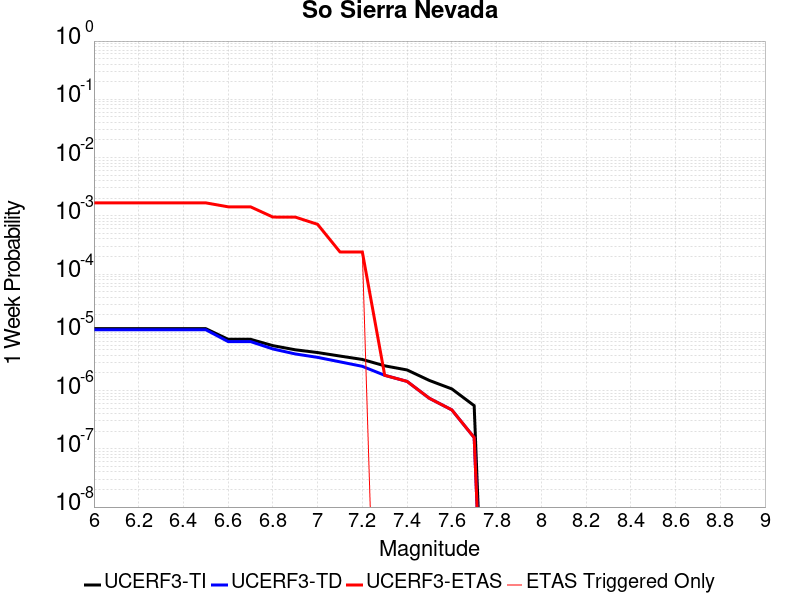 So Sierra Nevada
10^0
10^-1
10^-2
10^-3
10^-4
10^-5
10^-6
10^-7
10^-8
1 Week Probability
6 6.2 6.4 6.6 6.8 7 7.2 7.4 7.6 7.8 8 8.2 8.4 8.6 8.8 9
Magnitude
UCERF3-TI UCERF3-TD UCERF3-ETAS ETAS Triggered Only